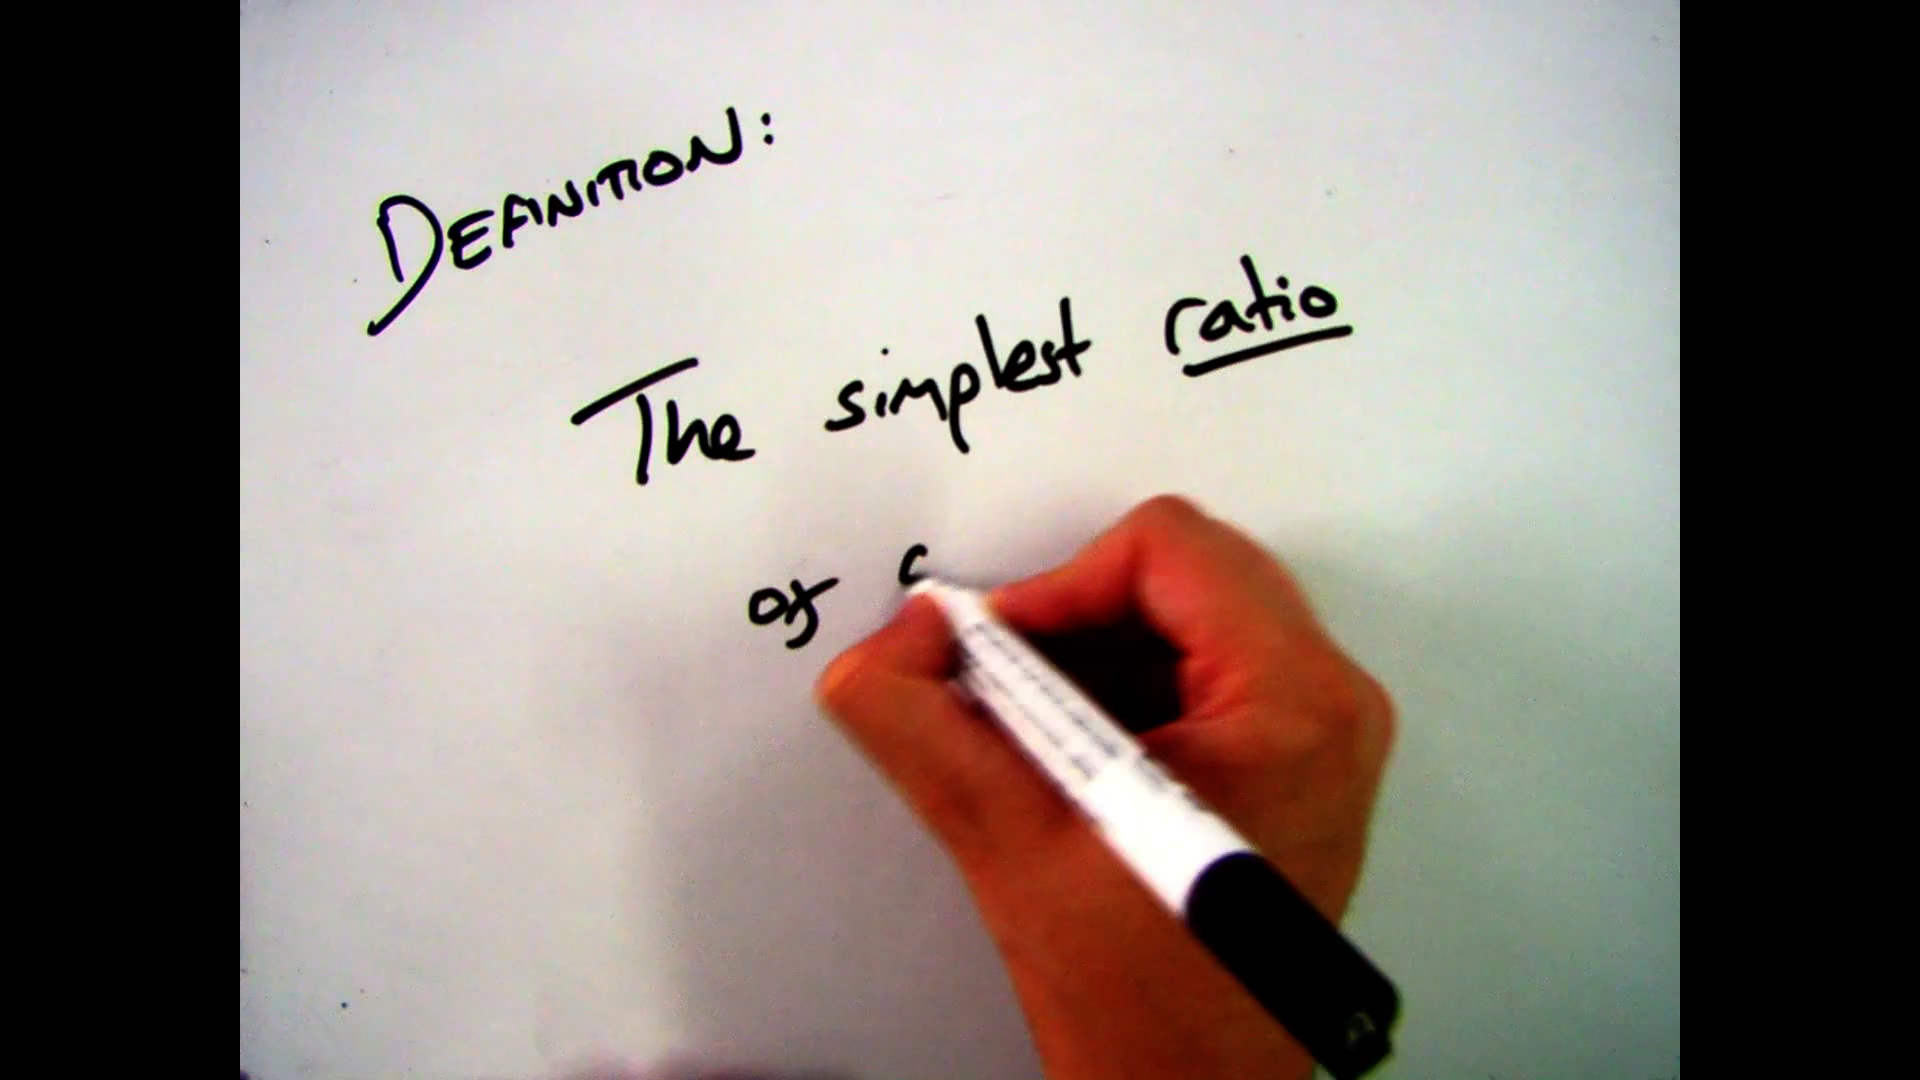 DEFINITION:
The simplest ratio
of